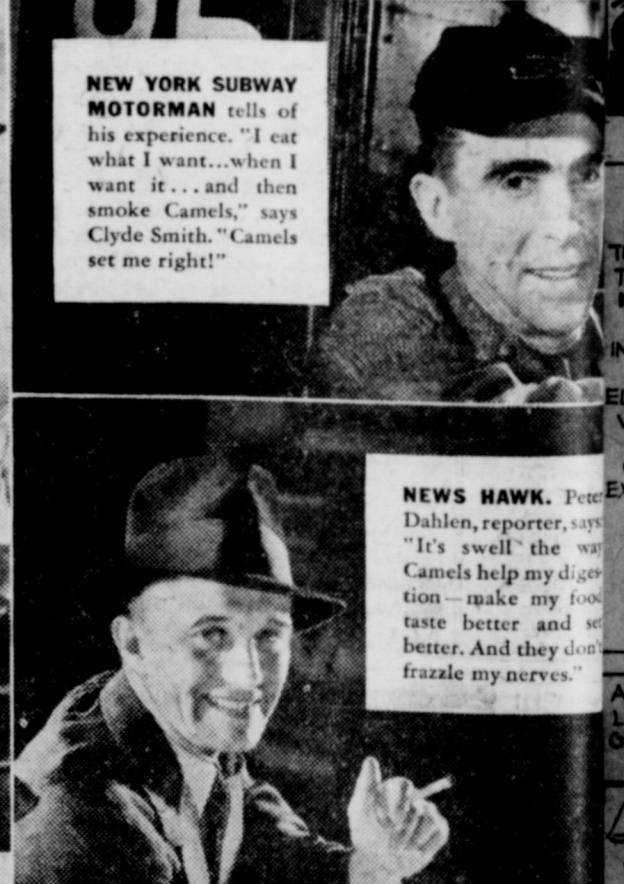 NEW YORK SUBWAY
MOTORMAN tells of
his experience. "I eat
what I want...when I
want it... and then
smoke Camels," says
Clyde Smith. "Camels
set me right!"
NEWS HAWK. Peter
Dahlen, reporter, says:
"It's swell the way
Camels help my diges-
tion—make my food
taste better and set
better. And they don't
frazzle my nerves."